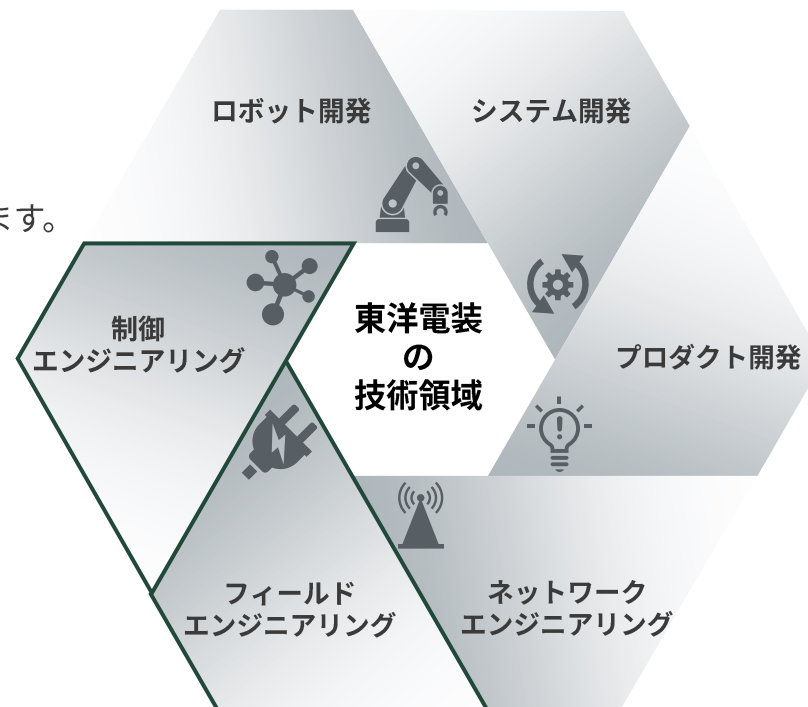 ロボット開発
システム開発
ます。
制御
エンジニアリング
東洋電装
の
技術領域
プロダクト開発
フィールド
エンジニアリング
ネットワーク
エンジニアリング